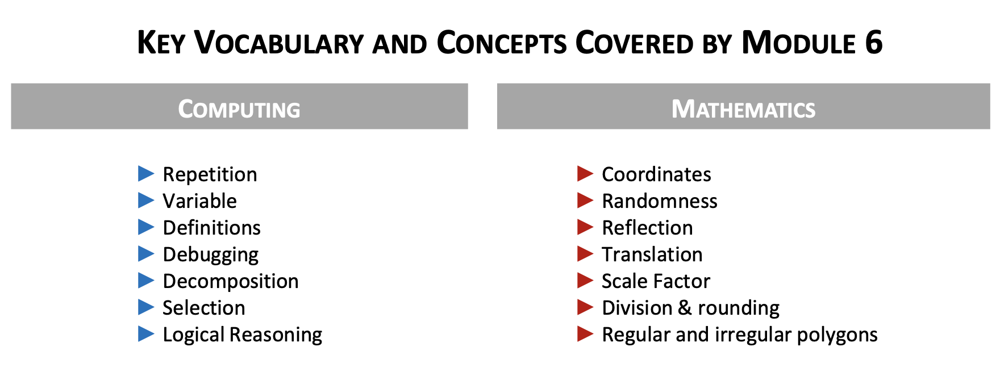 KEY VOCABULARY AND CONCEPTS COVERED BY MODULE 6
COMPUTING
Repetition
Variable
Definitions
Debugging
Decomposition
Selection
Logical Reasoning
MATHEMATICS
Coordinates
Randomness
Reflection
Translation
Scale Factor
Division & rounding
Regular and irregular polygons